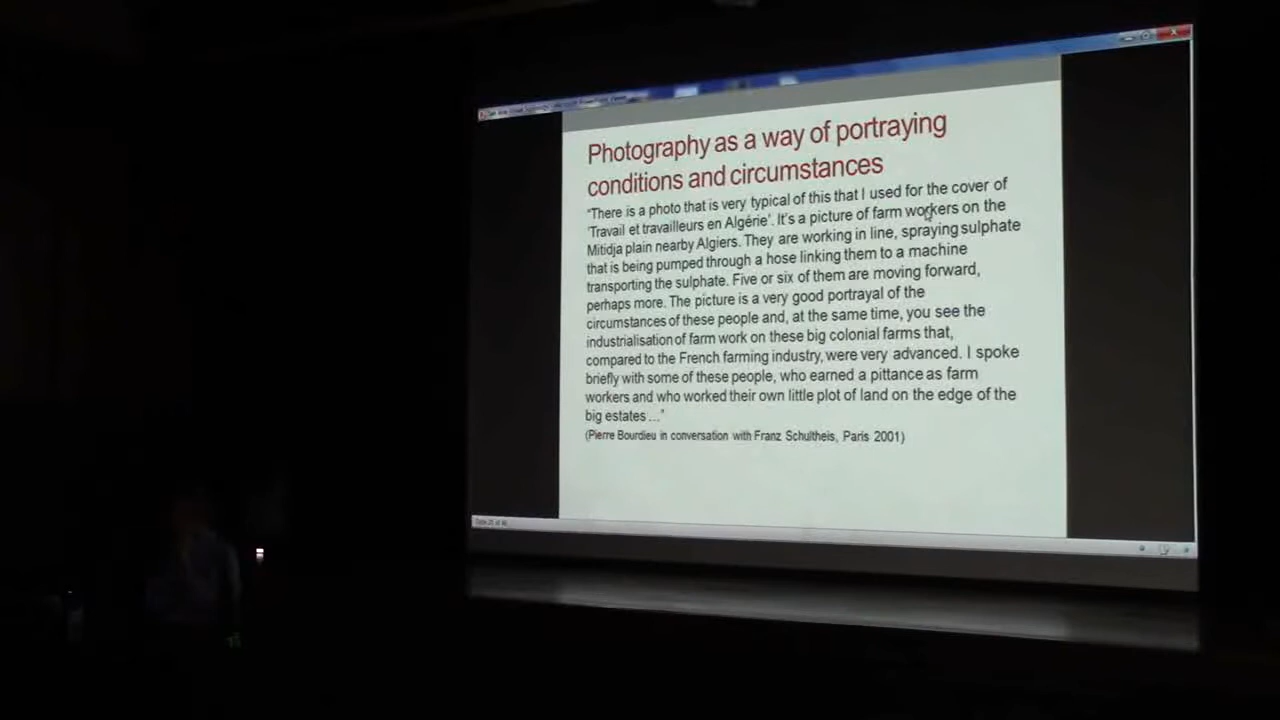 Photography as a way of portraying
conditions and circumstances
“There is a photo that is very typical of this that I used for the cover of
‘Travail et travailleurs en Algérie’. It’s a picture of farm workers on the
Mitidja plain nearby Algiers. They are working in line, spraying sulphate
that is being pumped through a hose linking them to a machine
transporting the sulphate. Five or six of them are moving forward,
perhaps more. The picture is a very good portrayal of the
circumstances of these people and, at the same time, you see the
industrialisation of farm work on these big colonial farms that,
compared to the French farming industry, were very advanced. I spoke
briefly with some of these people, who earned a pittance as farm
workers and who worked their own little plot of land on the edge of the
big estates ...”
(Pierre Bourdieu in conversation with Franz Schultheis, Paris 2001)